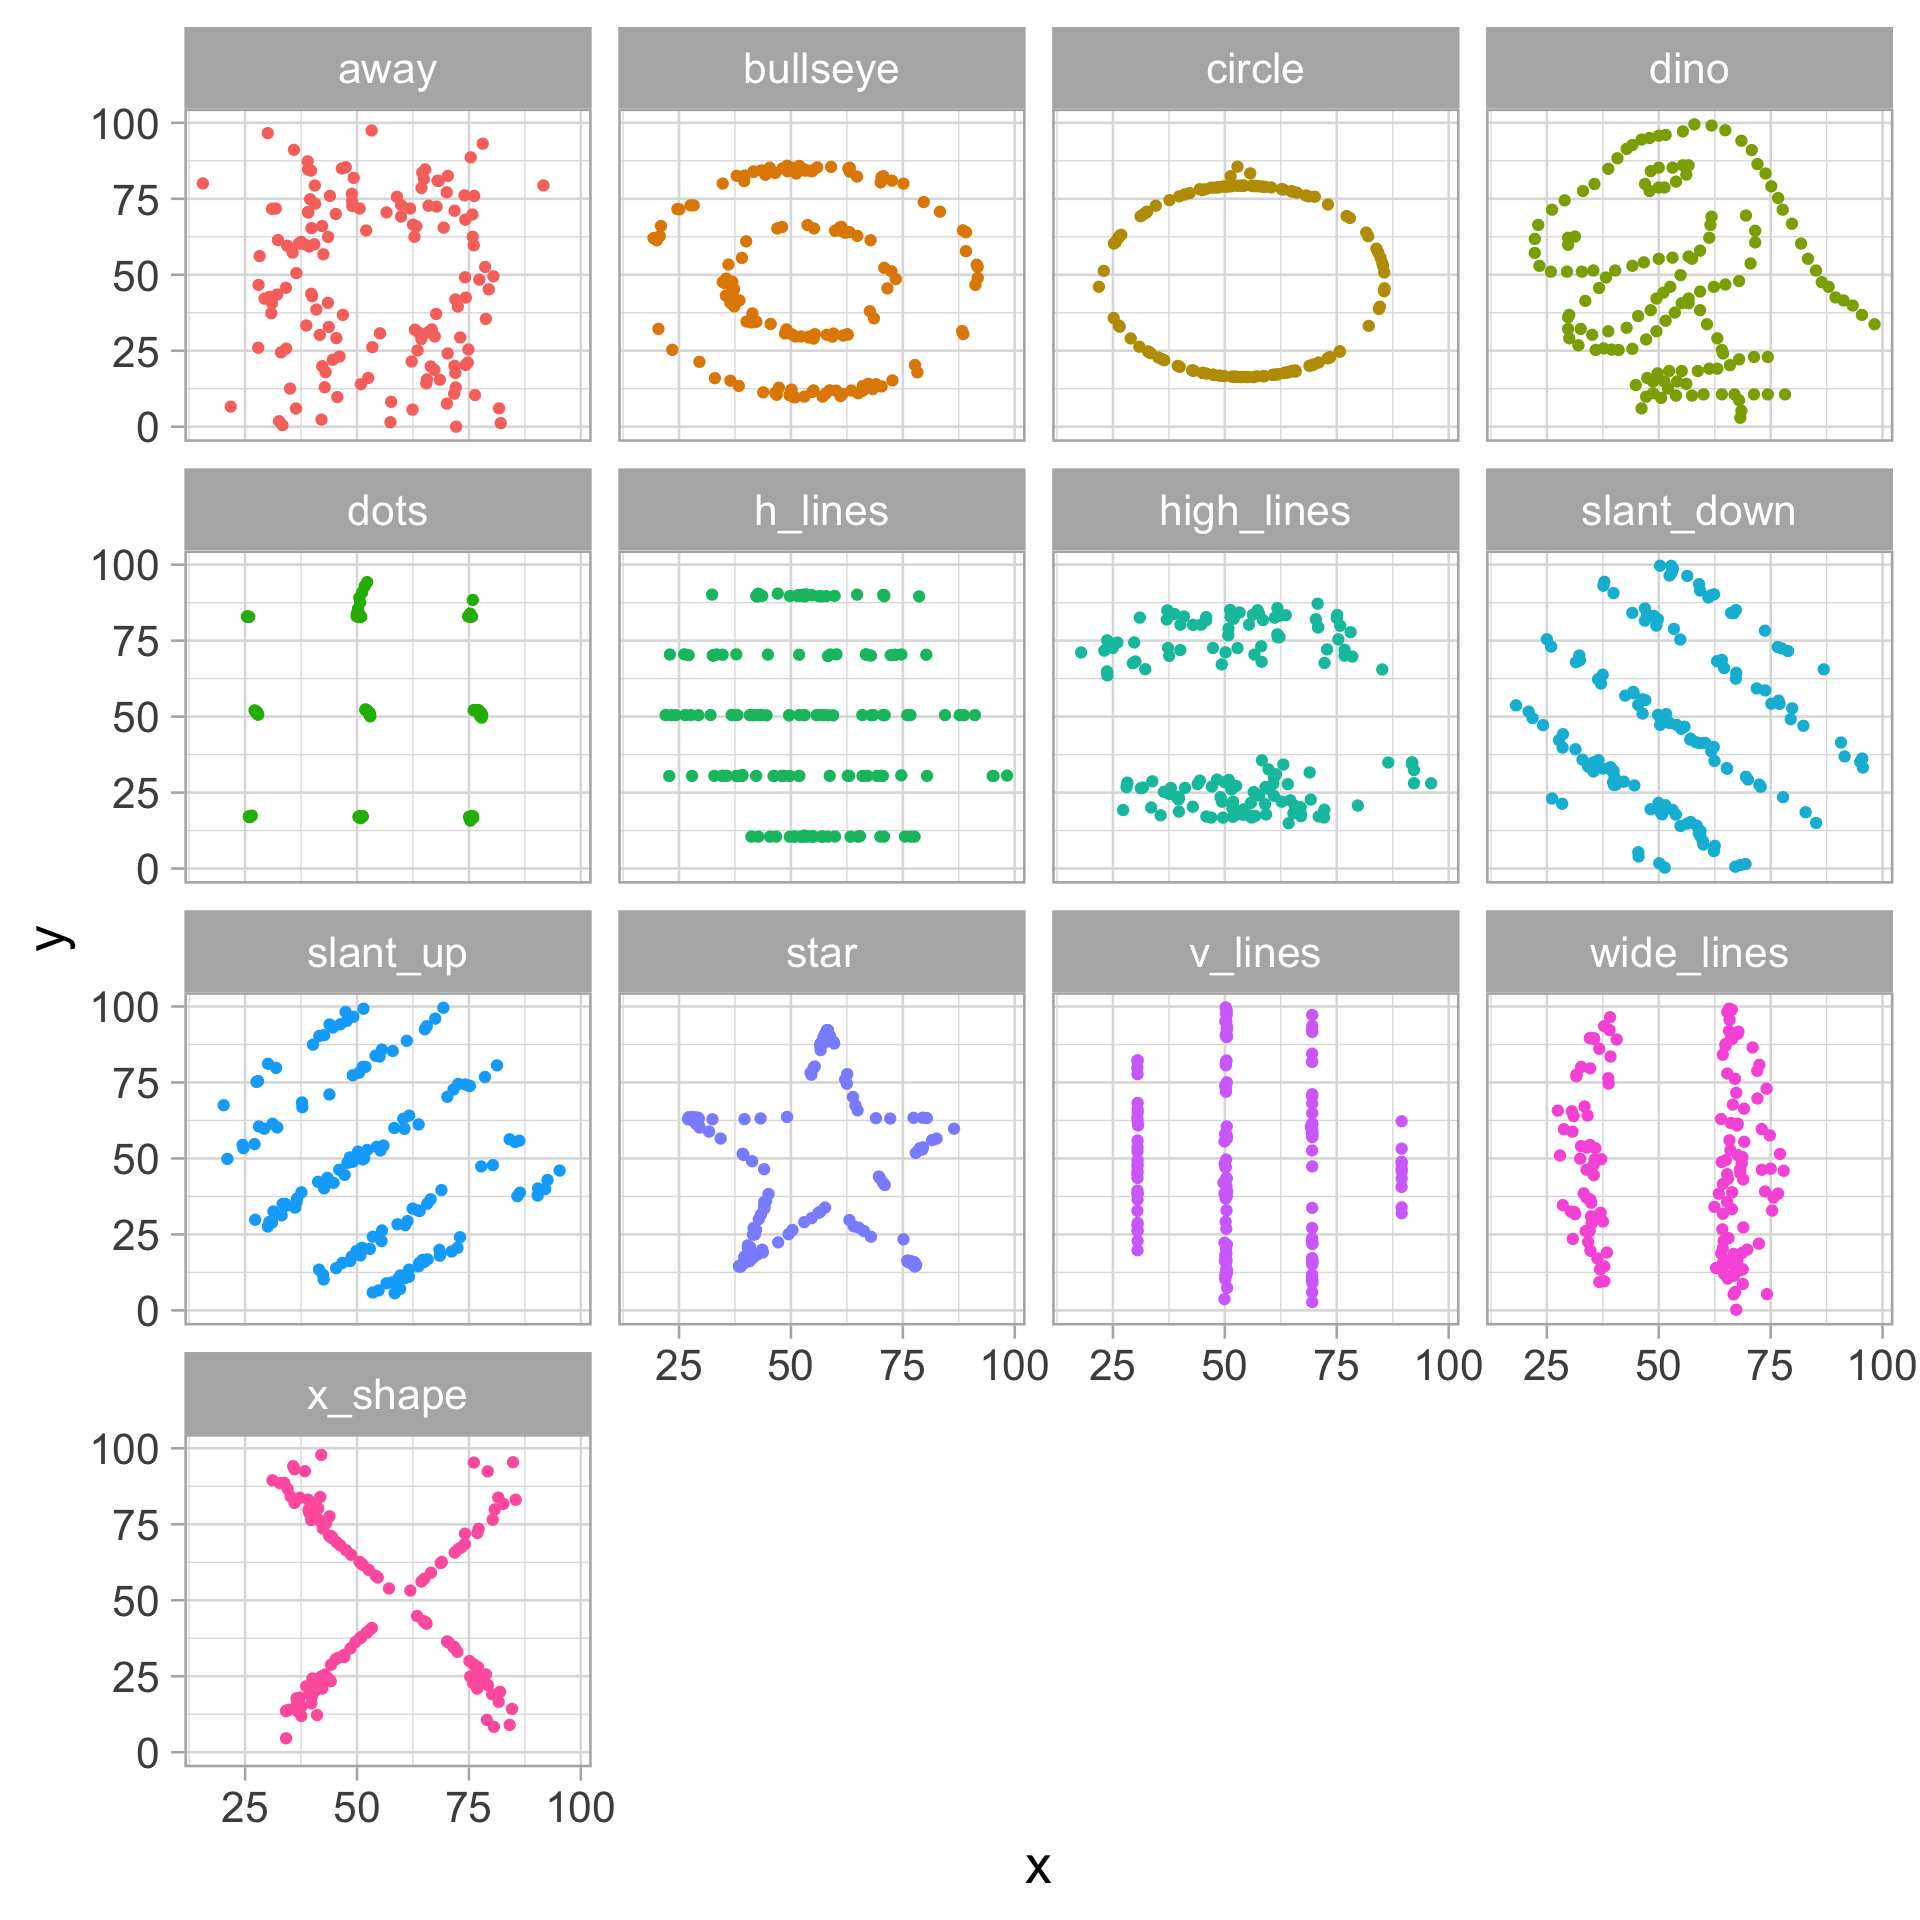 away bullseye circle dino
100
75
50
25
0
dots h_lines high_lines slant_down
100
75
50
25
0
y
slant_up star v_lines wide_lines
100
75
50
25
0
25 50 75 100 25 50 75 100 25 50 75 100
x_shape
100
75
50
25
0
25 50 75 100
x